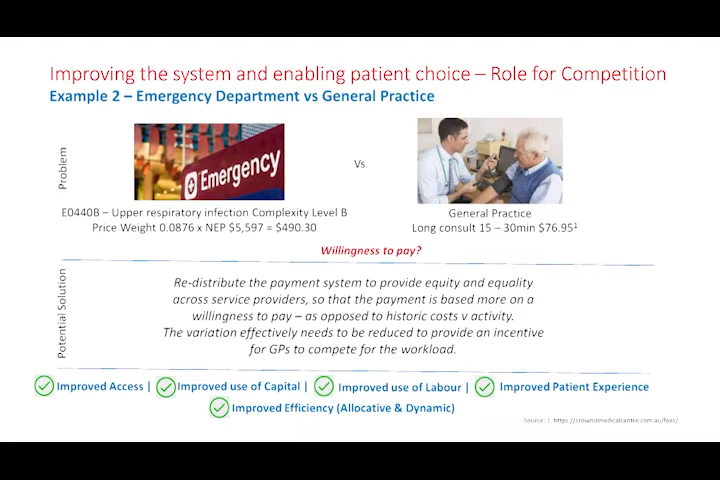 Improving the system and enabling patient choice – Role for Competition
Example 2 – Emergency Department vs General Practice
Problem
Emergency
Vs
E0440B – Upper respiratory infection Complexity Level B
Price Weight 0.0876 x NEP $5,597 = $490.30
General Practice
Long consult 15 – 30min $76.95¹
Willingness to pay?
Potential Solution
Re-distribute the payment system to provide equity and equality
across service providers, so that the payment is based more on a
willingness to pay – as opposed to historic costs v activity.
The variation effectively needs to be reduced to provide an incentive
for GPs to compete for the workload.
Improved Access | Improved use of Capital | Improved use of Labour | Improved Patient Experience
Improved Efficiency (Allocative & Dynamic)
Source: 1. https://crownstmedicalcentre.com.au/fees/